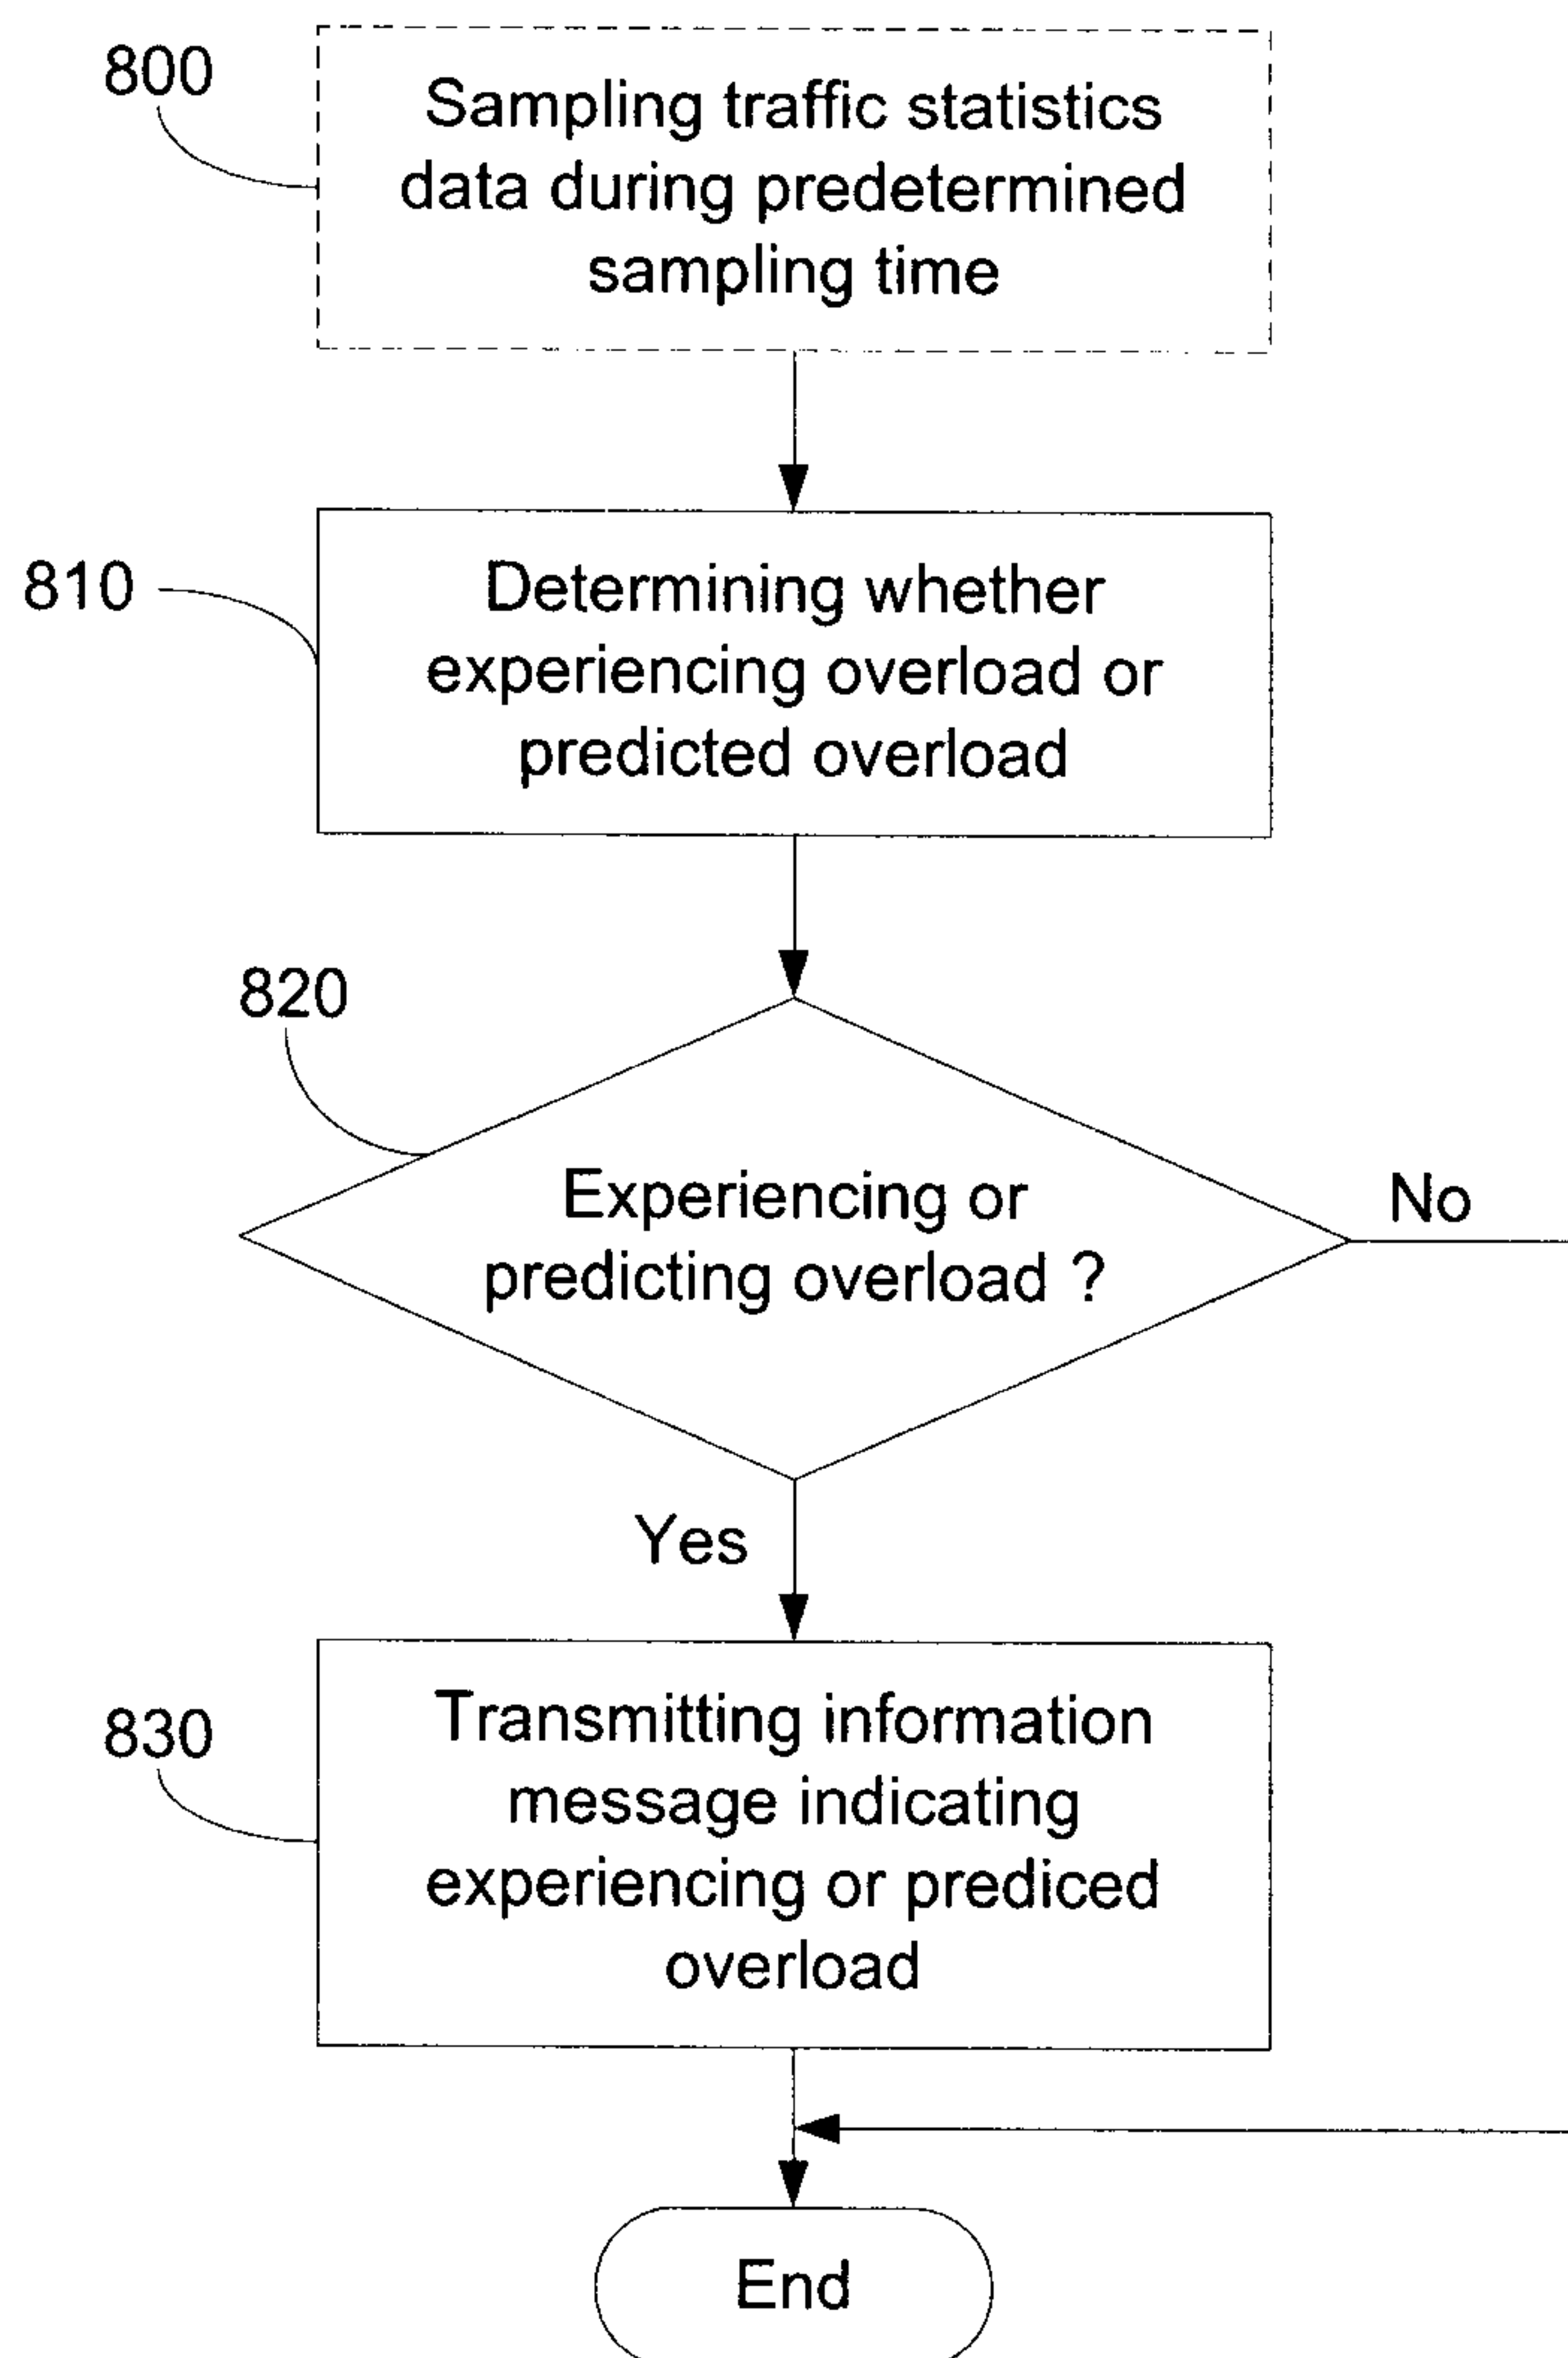 800
Sampling traffic statistics
data during predetermined
sampling time
810
Determining whether
experiencing overload or
predicted overload
820
Experiencing or
predicting overload ?
No
Yes
830
Transmitting information
message indicating
experiencing or prediced
overload
End